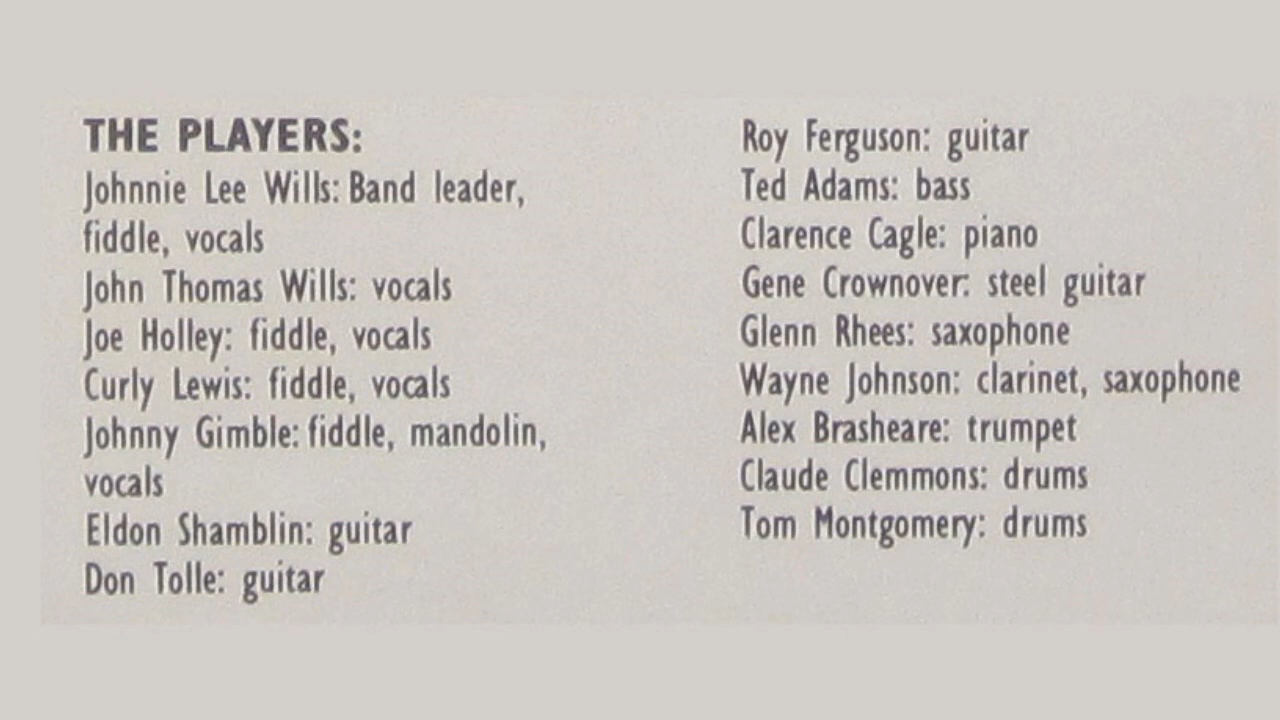 THE PLAYERS:
Johnnie Lee Wills: Band leader,
fiddle, vocals
John Thomas Wills: vocals
Joe Holley: fiddle, vocals
Curly Lewis: fiddle, vocals
Johnny Gimble: fiddle, mandolin,
vocals
Eldon Shamblin: guitar
Don Tolle: guitar
Roy Ferguson: guitar
Ted Adams: bass
Clarence Cagle: piano
Gene Crownover: steel guitar
Glenn Rhees: saxophone
Wayne Johnson: clarinet, saxophone
Alex Brasheare: trumpet
Claude Clemmons: drums
Tom Montgomery: drums